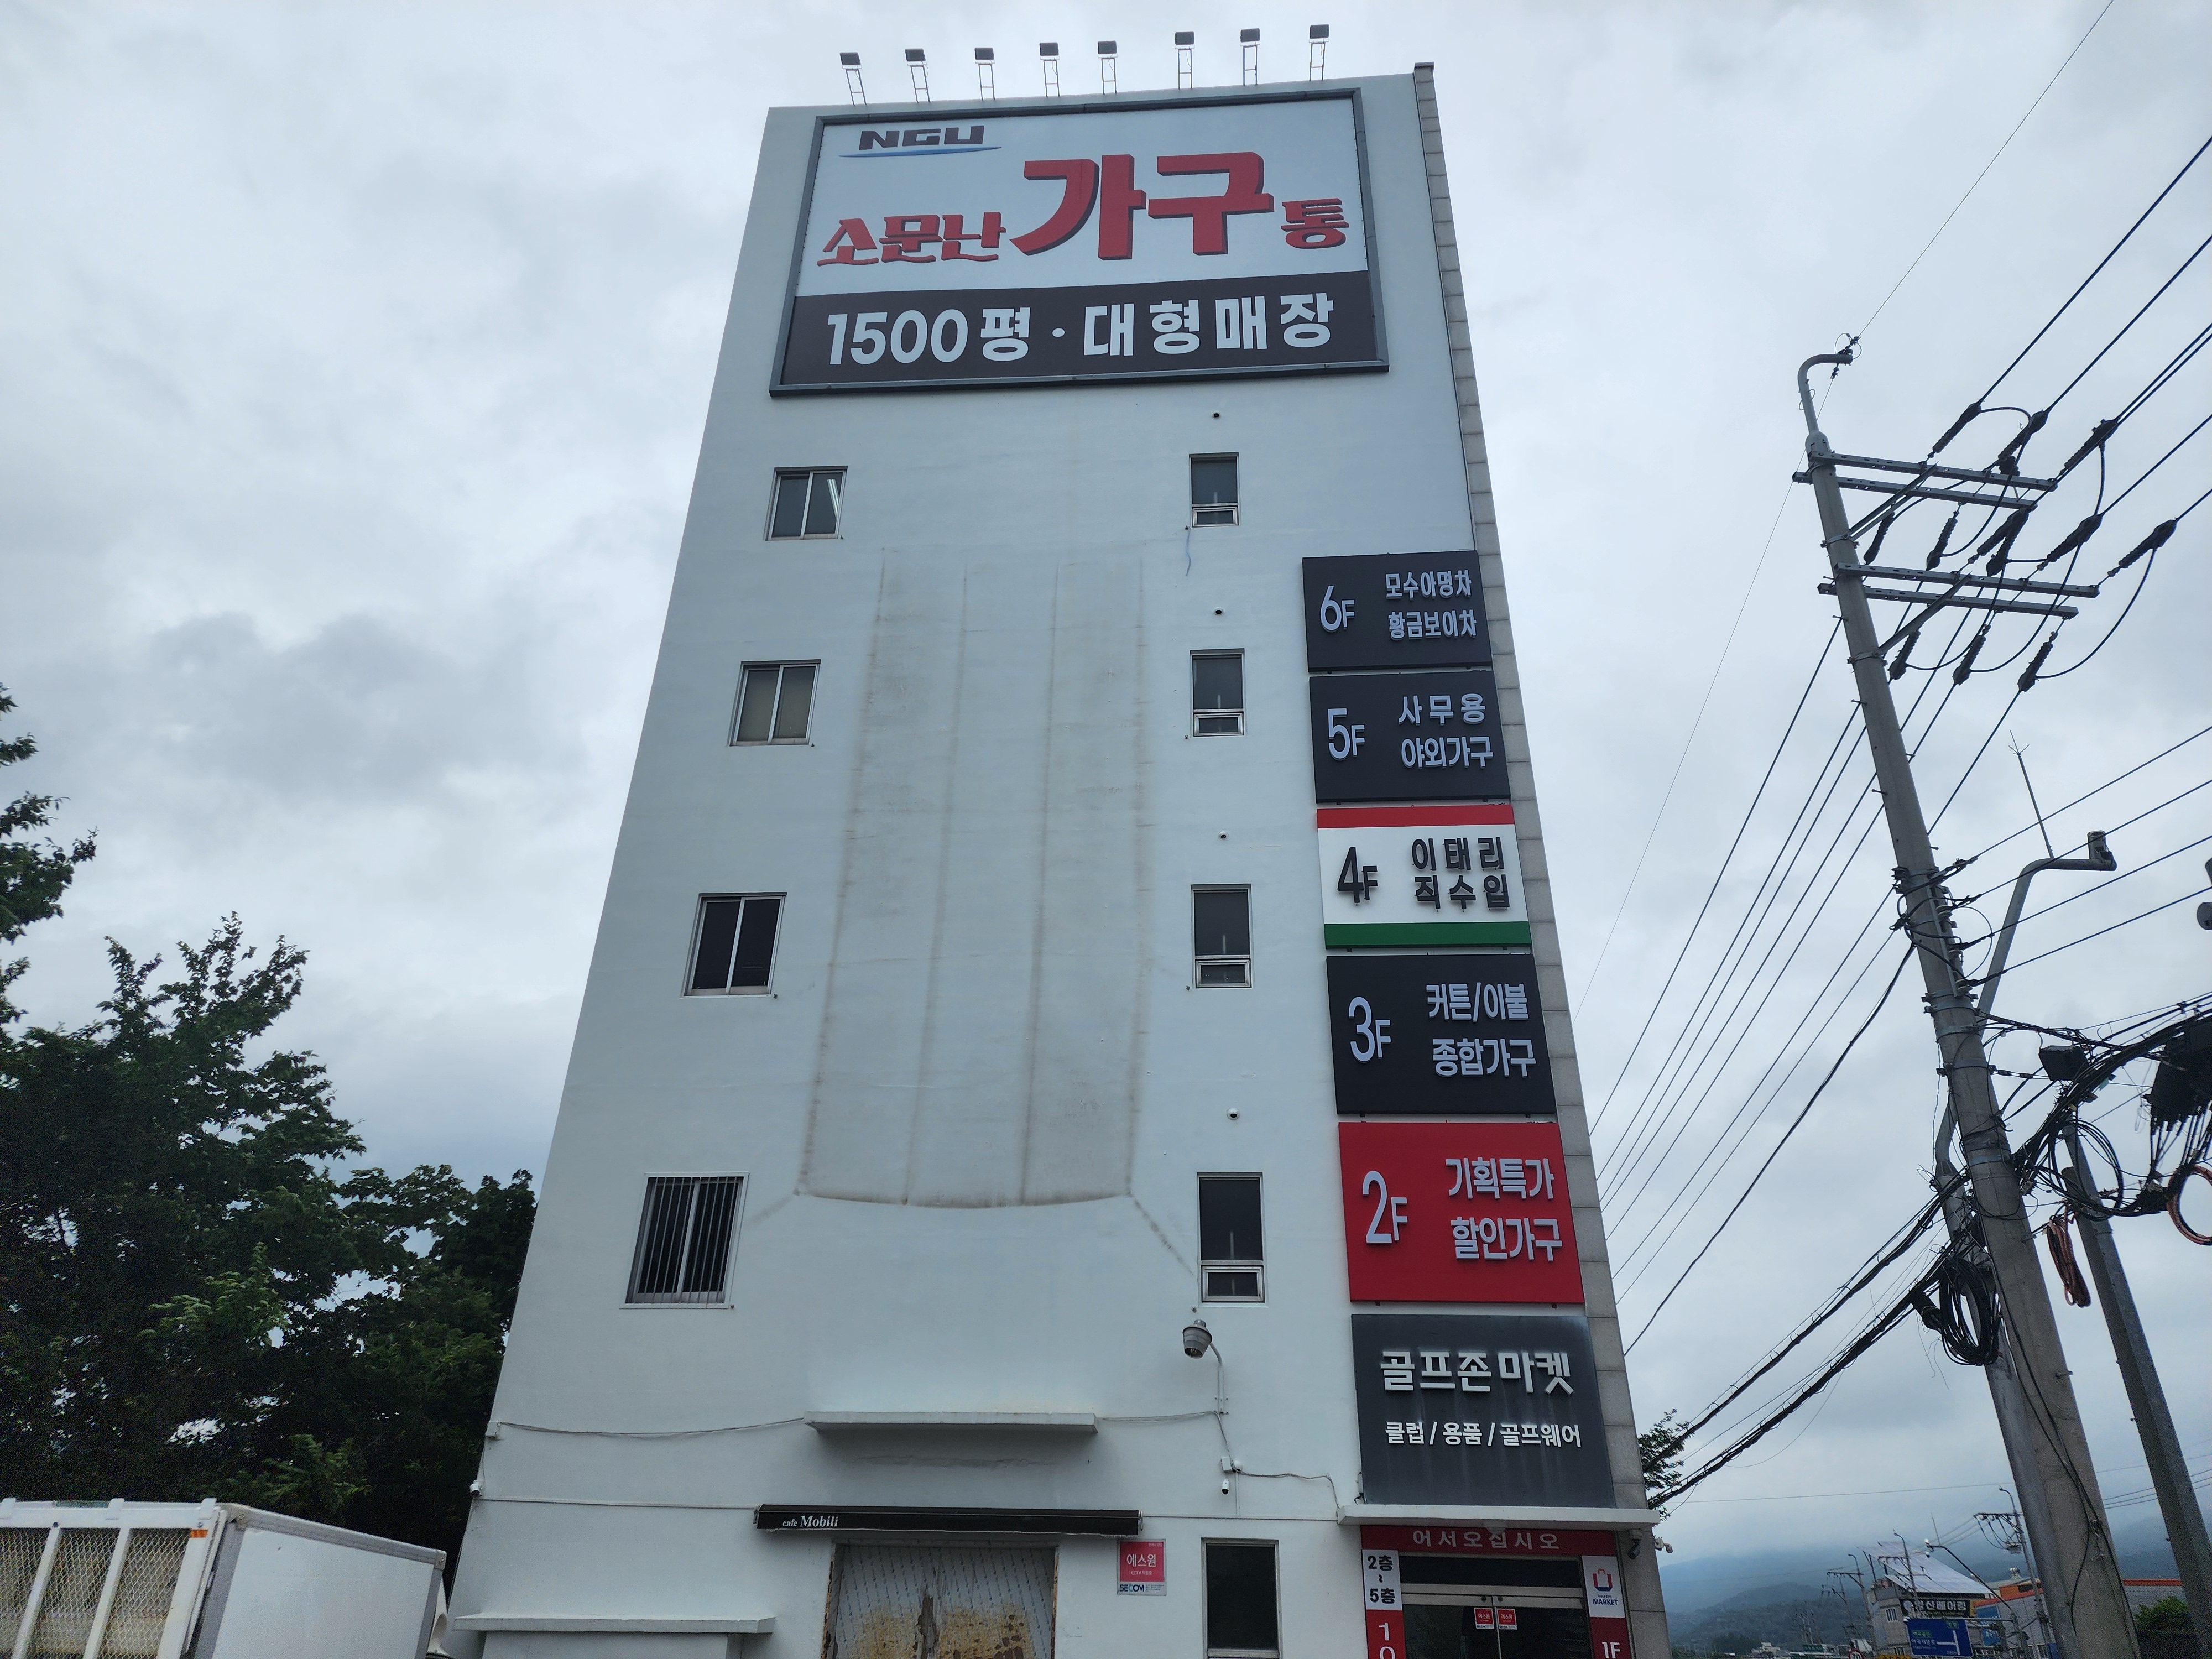 NGU
소문난 가구 통
1500평 · 대형매장
6F 모수아명차
황금보이차
5F 사무용
야외가구
4F 이태리
직수입
3F 커튼/이불
종합가구
2F 기획특가
할인가구
골프존마켓
클럽/용품/골프웨어
cafe Mobili
에스원
SECOM
어서오십시오
2층
~
5층
MARKET
1F